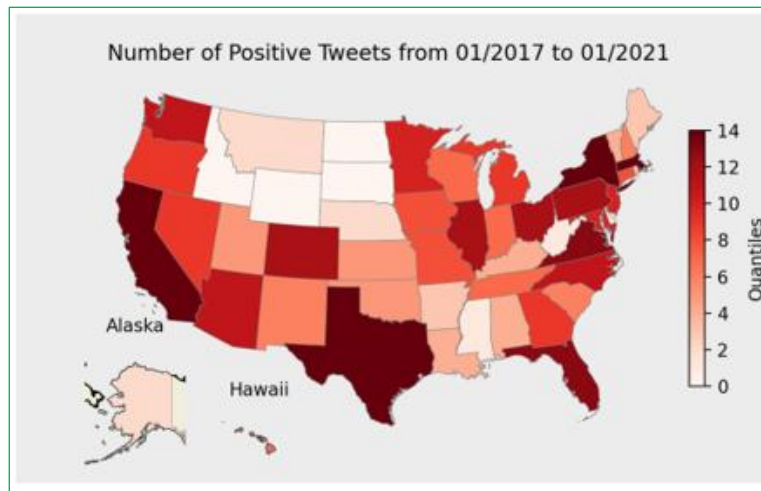 Number of Positive Tweets from 01/2017 to 01/2021
14
12
10
8
6
4
2
0
Quantiles
Alaska
Hawaii